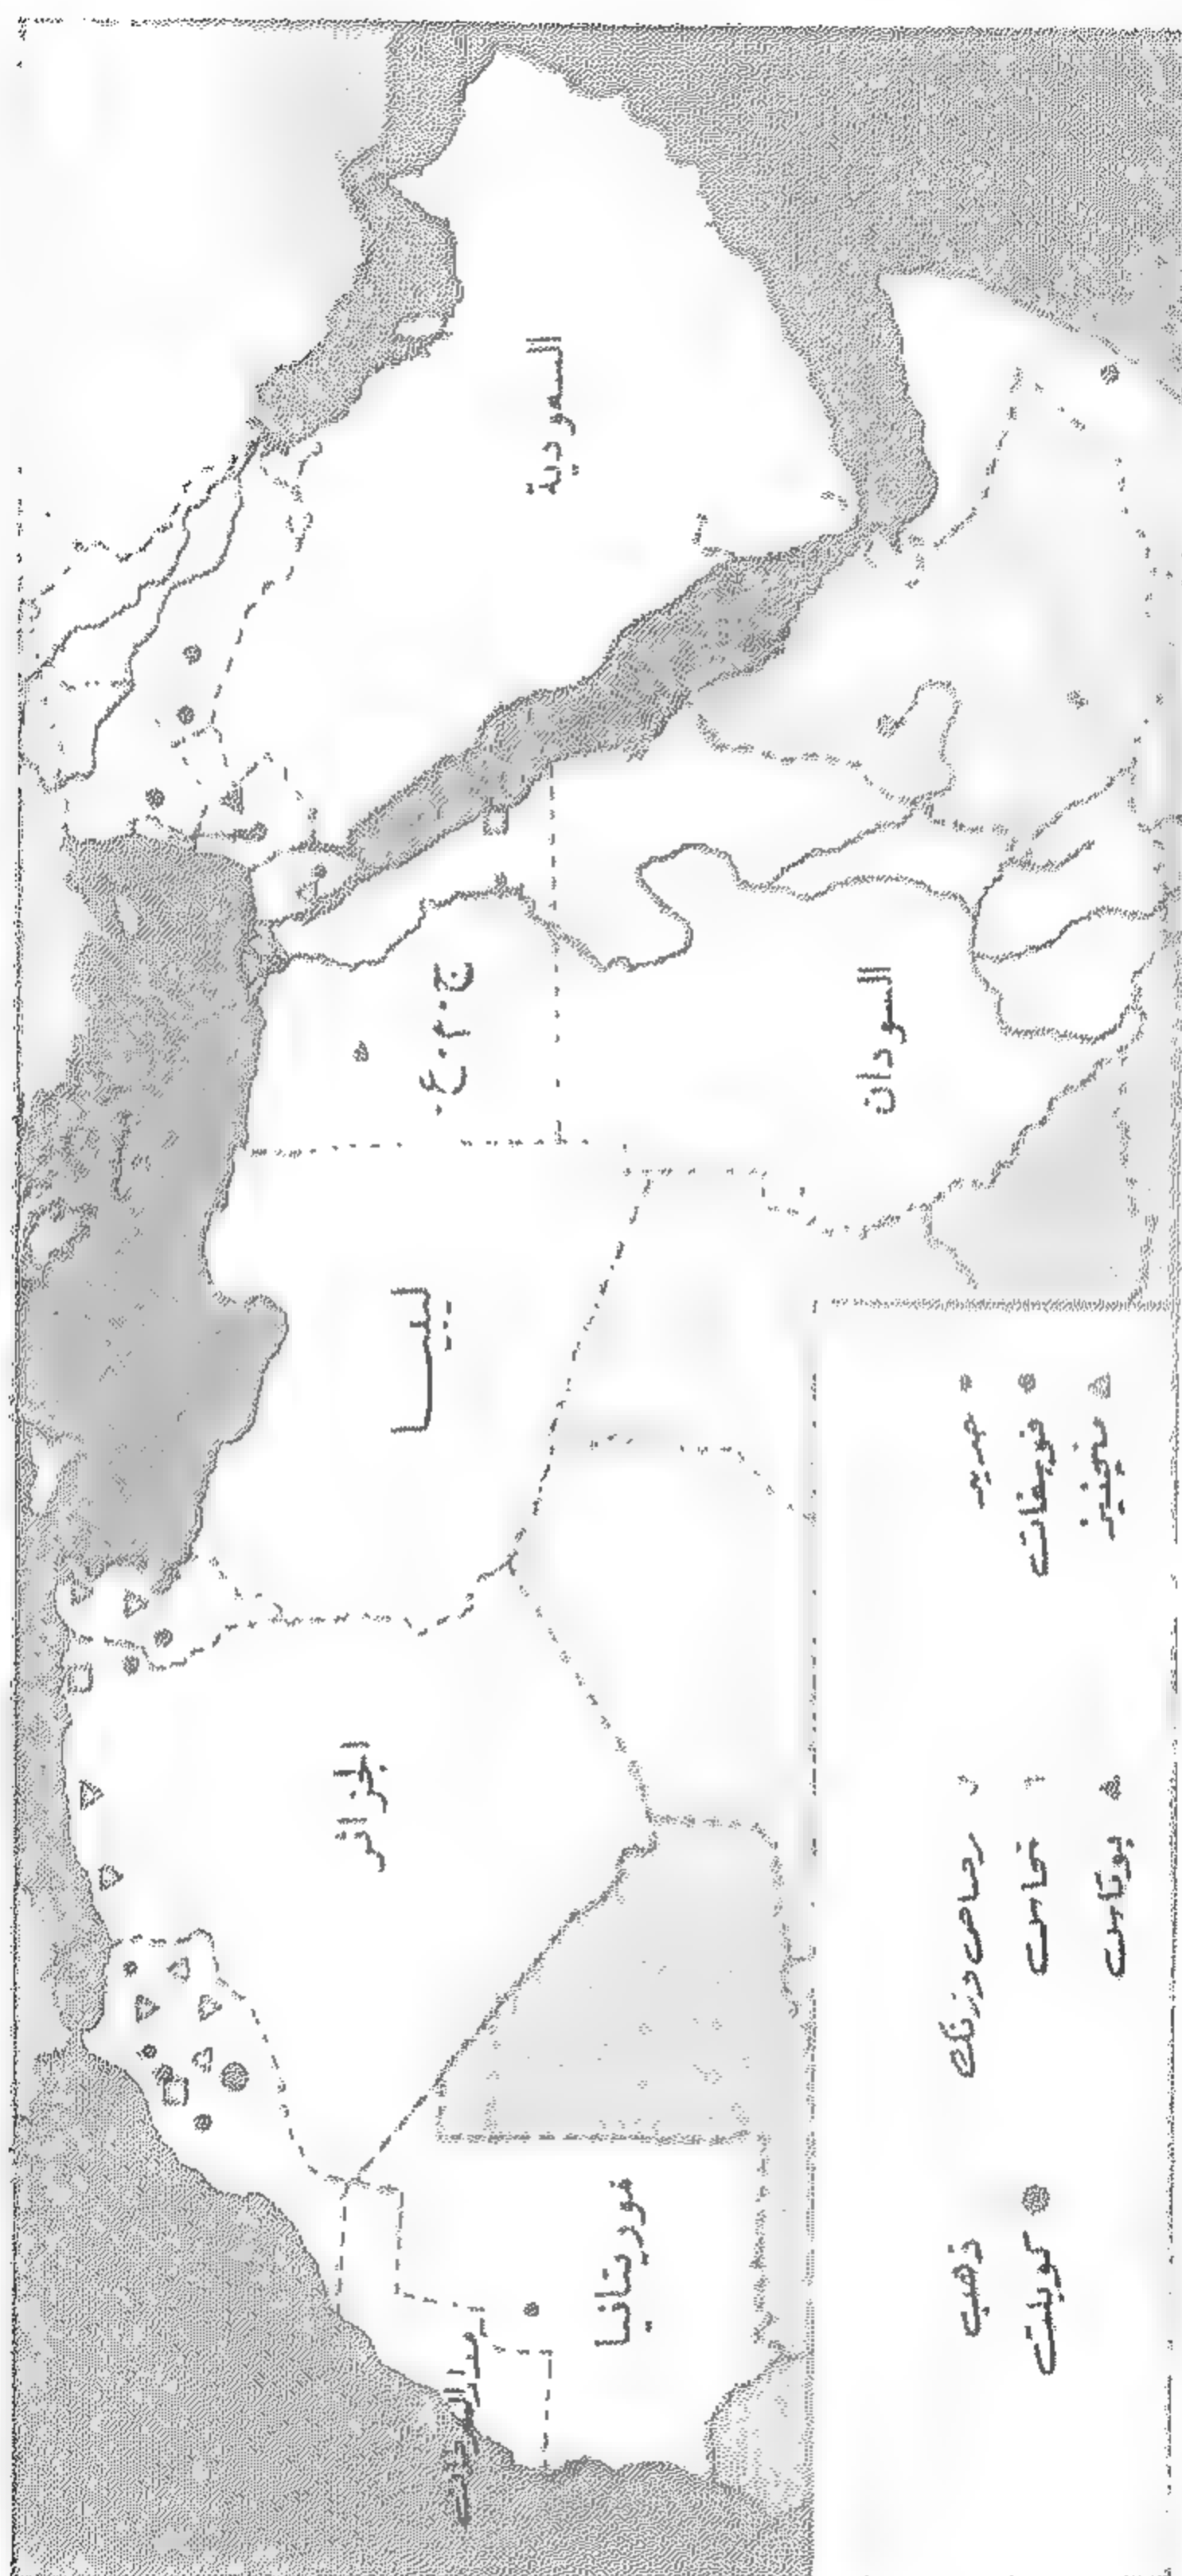 السعودية
ج.م.ع.
السودان
ليبيا
الجزائر
موريتانيا
حديد
فوسفات
منجنيز
رصاص وزنك
نحاس
بوتاس
ذهب
كوبلت